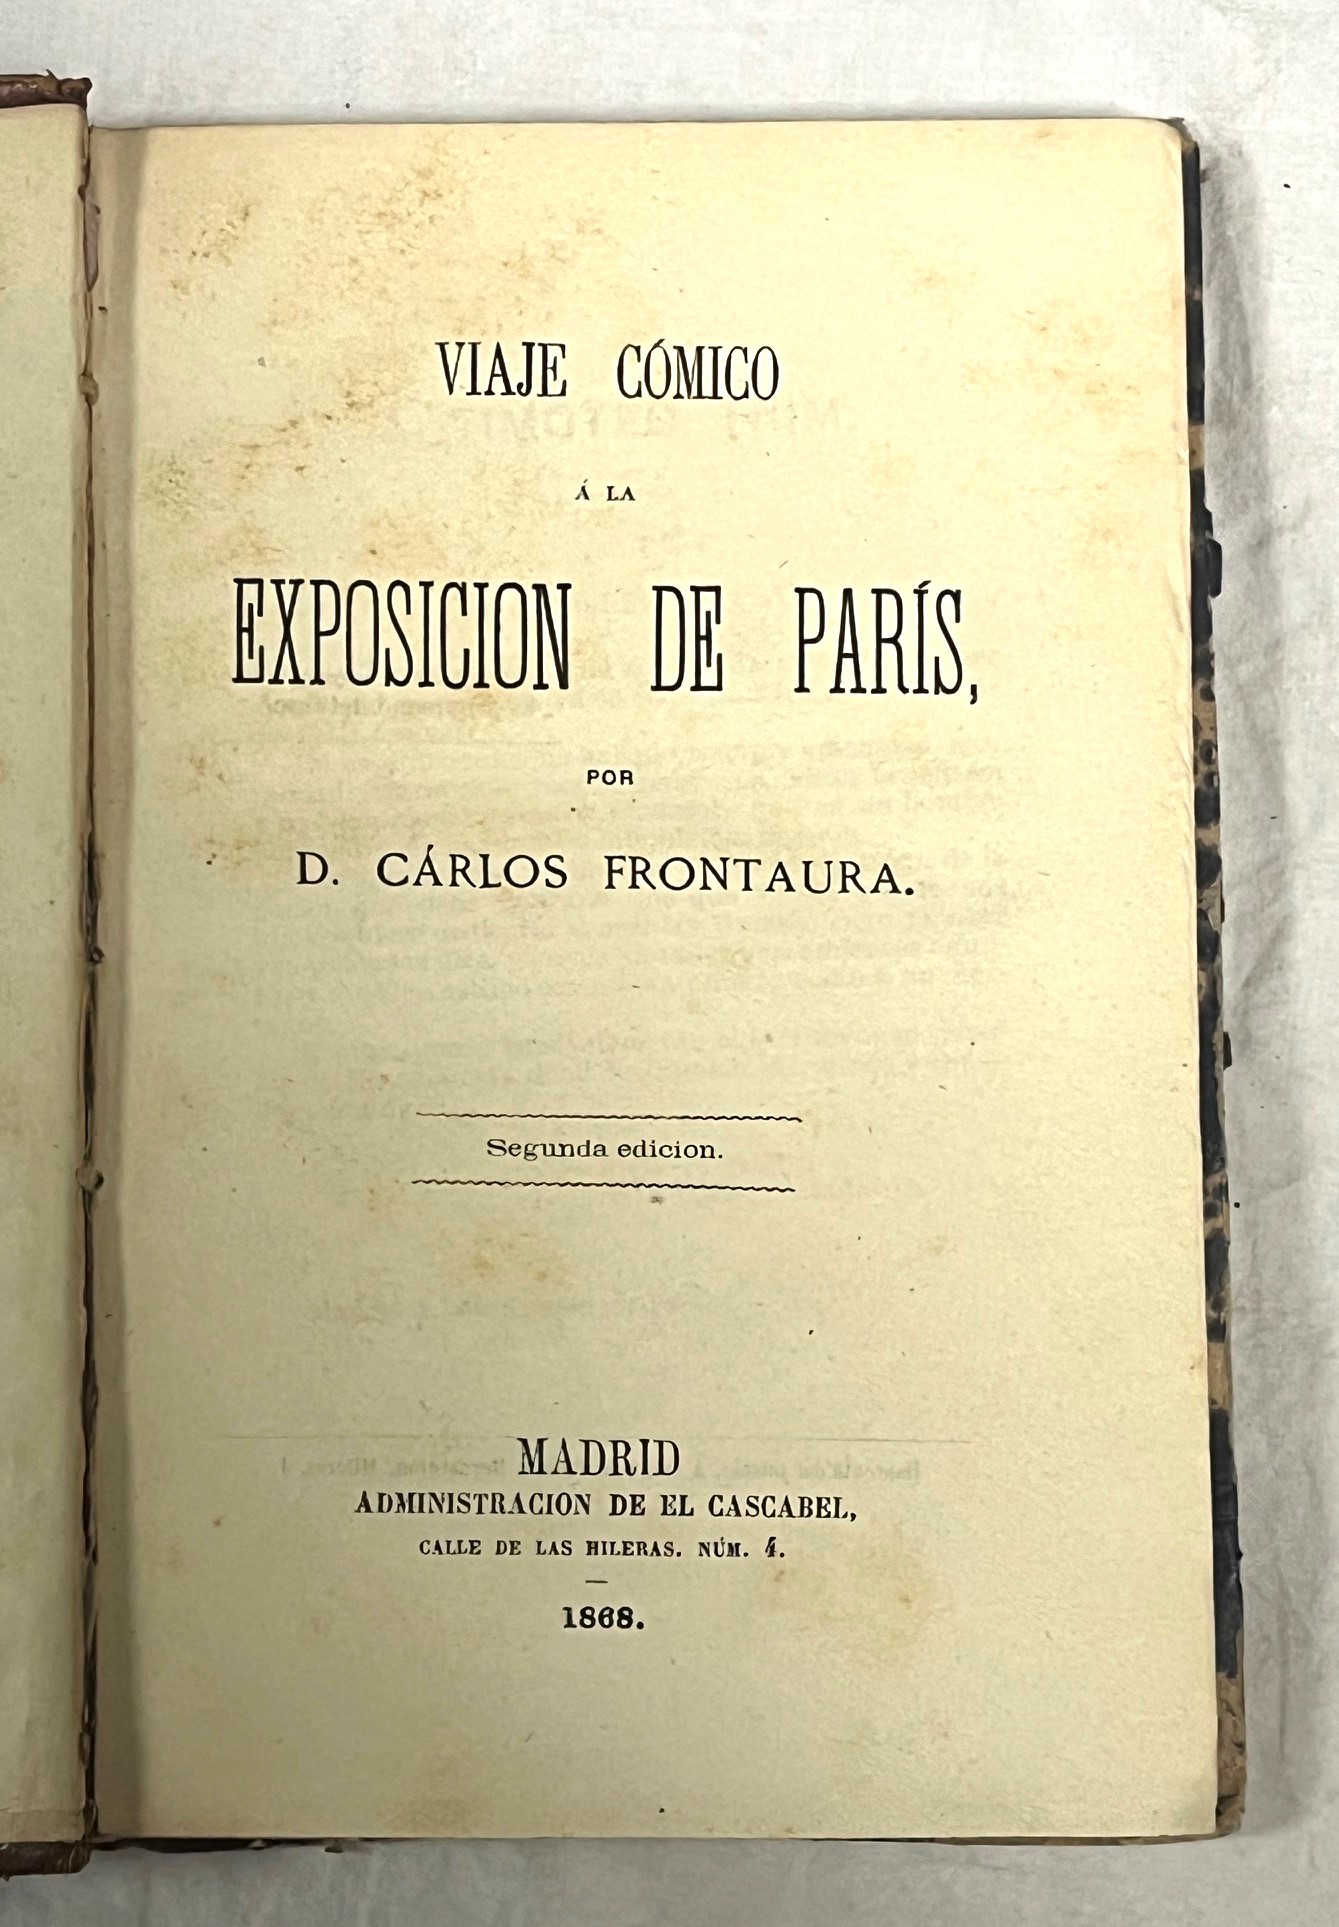 VIAJE CÓMICO
Á LA
EXPOSICION DE PARÍS,
POR
D. CÁRLOS FRONTAURA.
Segunda edicion.
MADRID
ADMINISTRACION DE EL CASCABEL,
CALLE DE LAS HILERAS. NÚM. 4.
1868.